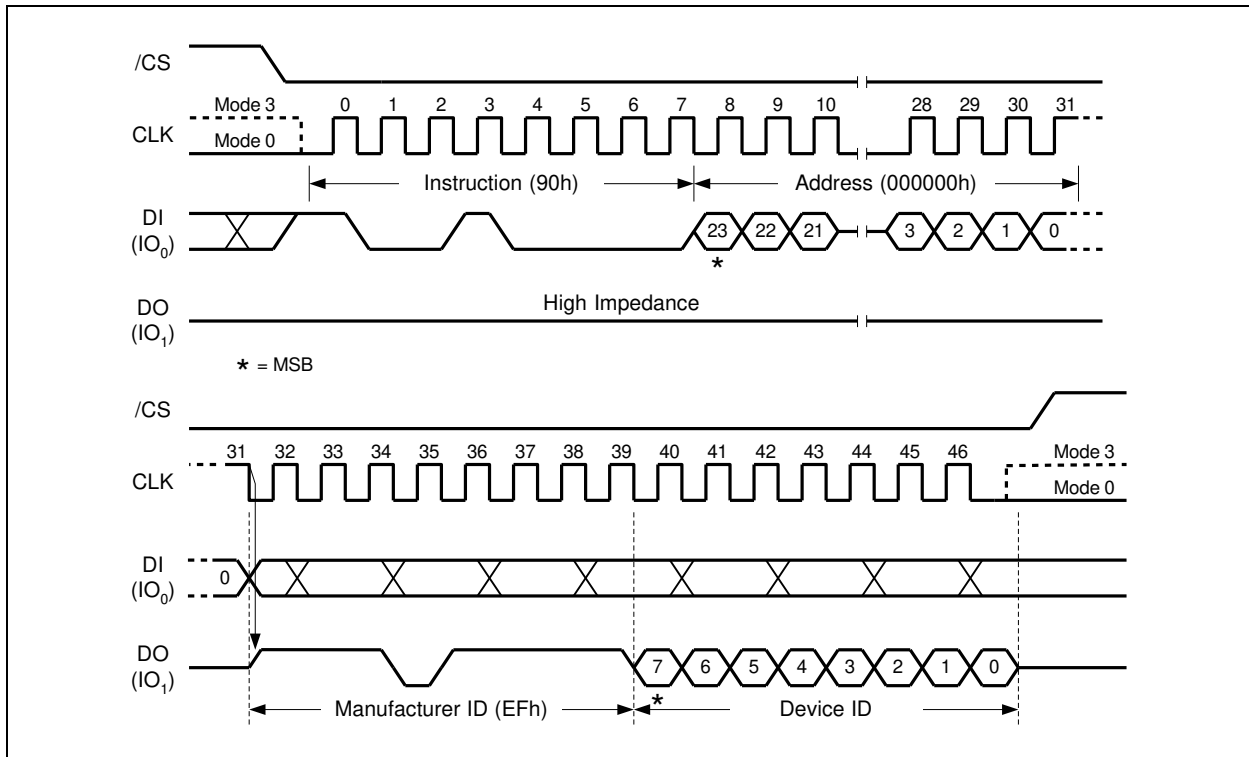 /CS
Mode 3 0 1 2 3 4 5 6 7 8 9 10 28 29 30 31
CLK Mode 0
Instruction (90h) Address (000000h)
DI
(IO0) 23 22 21 3 2 1 0
*
DO High Impedance
(IO1)
* = MSB
/CS
31 32 33 34 35 36 37 38 39 40 41 42 43 44 45 46 Mode 3
CLK Mode 0
DI
(IO0) 0
DO
(IO1) 7 6 5 4 3 2 1 0
*
Manufacturer ID (EFh) Device ID